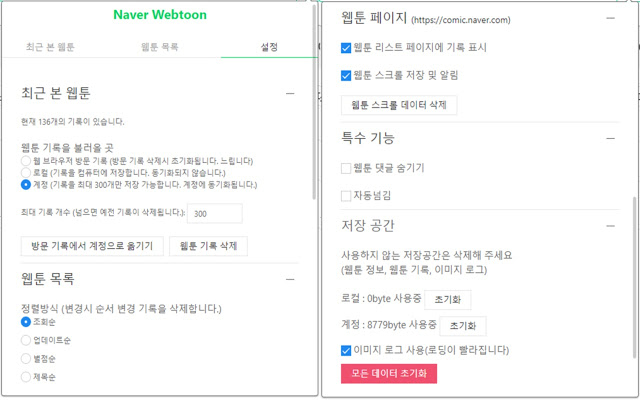 Naver Webtoon
최근 본 웹툰
웹툰 목록
설정
최근 본 웹툰
현재 136개의 기록이 있습니다.
웹툰 기록을 불러올 곳
웹 브라우저 방문 기록 (방문 기록 삭제시 초기화됩니다. 느립니다)
로컬 (기록을 컴퓨터에 저장합니다. 동기화되지 않습니다.)
계정 (기록을 최대 300개만 저장 가능합니다. 계정에 동기화됩니다.)
최대 기록 개수 (넘으면 예전 기록이 삭제됩니다.): 300
방문 기록에서 계정으로 옮기기
웹툰 기록 삭제
웹툰 목록
정렬방식 (변경시 순서 변경 기록을 삭제합니다.)
조회순
업데이트순
별점순
제목순
웹툰 페이지 (https://comic.naver.com)
웹툰 리스트 페이지에 기록 표시
웹툰 스크롤 저장 및 알림
웹툰 스크롤 데이터 삭제
특수 기능
웹툰 댓글 숨기기
자동넘김
저장 공간
사용하지 않는 저장공간은 삭제해 주세요
(웹툰 정보, 웹툰 기록, 이미지 로그)
로컬 : 0byte 사용중 초기화
계정 : 8779byte 사용중 초기화
이미지 로그 사용(로딩이 빨라집니다)
모든 데이터 초기화